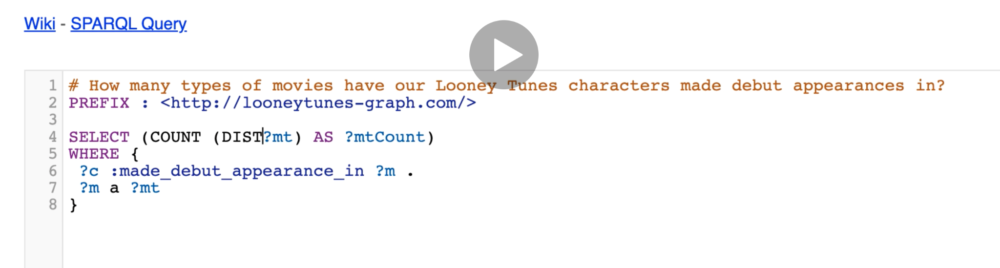 Wiki - SPARQL Query
1 # How many types of movies have our Looney Tunes characters made debut appearances in?
2 PREFIX : <http://looneytunes-graph.com/>
3
4 SELECT (COUNT (DIST?mt) AS ?mtCount)
5 WHERE {
6 ?c :made_debut_appearance_in ?m .
7 ?m a ?mt
8 }